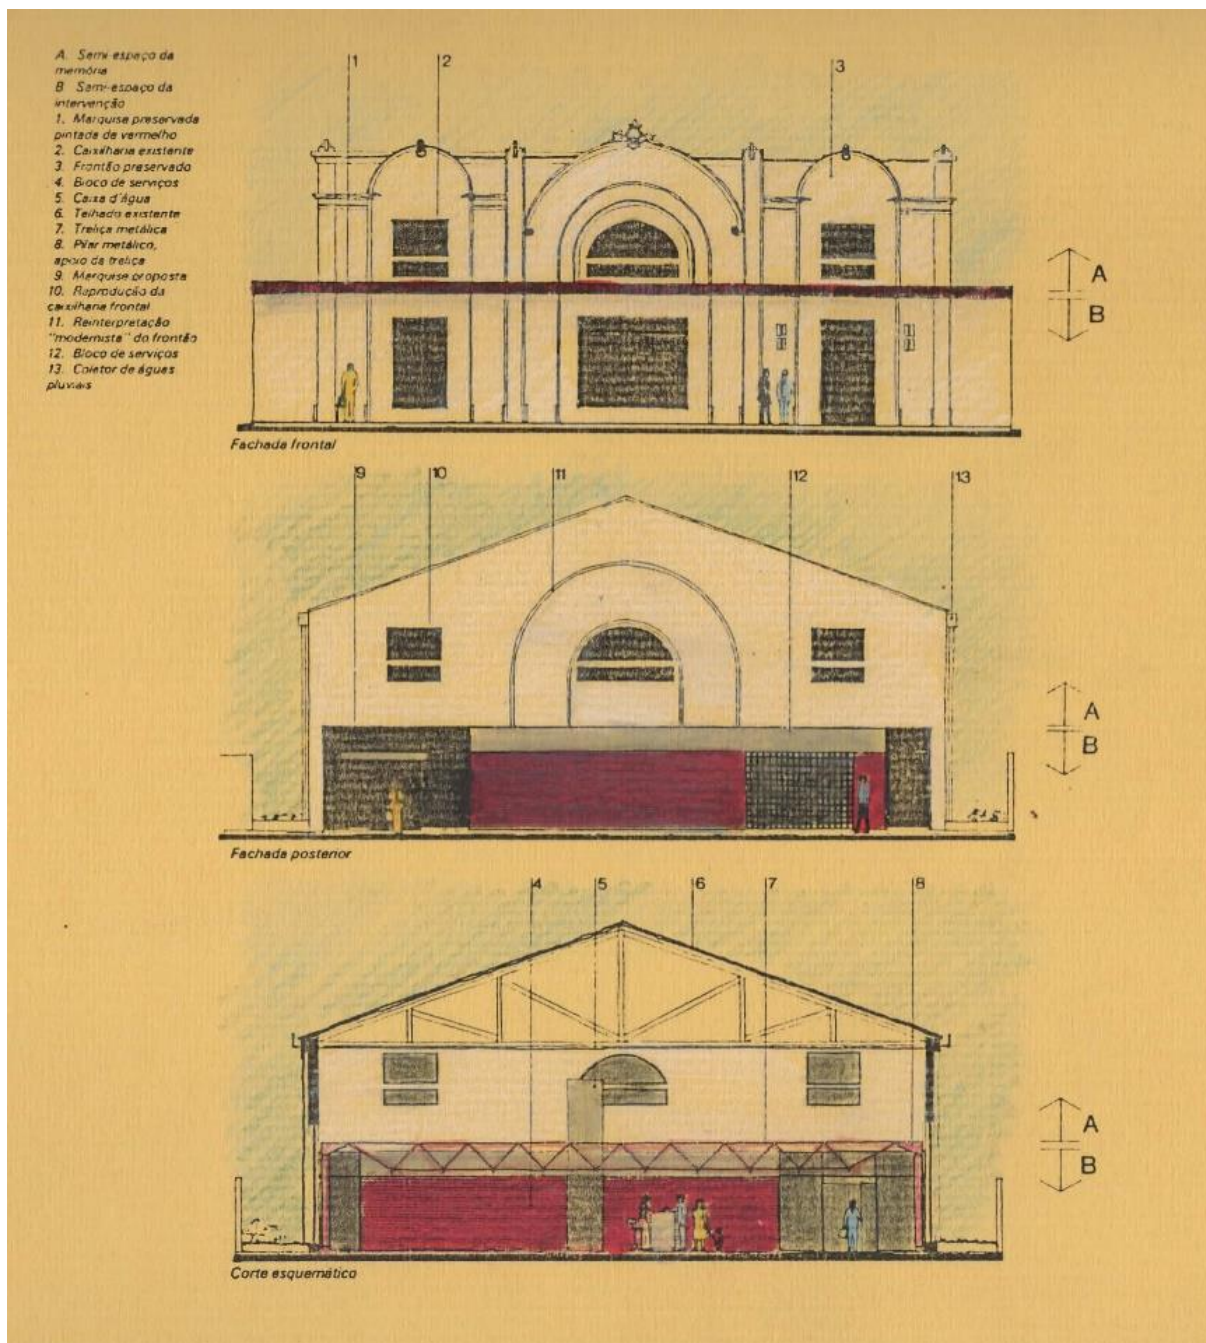 A. Semi-espaço da
memória
B Semi-espaço da
intervenção
1. Marquise preservada
pintada de vermelho
2. Caixilharia existente
3. Frontão preservado
4. Bloco de serviços
5. Caixa d'água
6. Telhado existente
7. Treliça metálica
8. Pilar metálico,
apoio da treliça
9. Marquise proposta
10. Reprodução da
caixilharia frontal
11. Reinterpretação
"modernista" do frontão
12. Bloco de serviços
13. Coletor de águas
pluviais
1 2 3
A
B
Fachada frontal
9 10 11 12 13
A
B
Fachada posterior
4 5 6 7 8
A
B
Corte esquemático